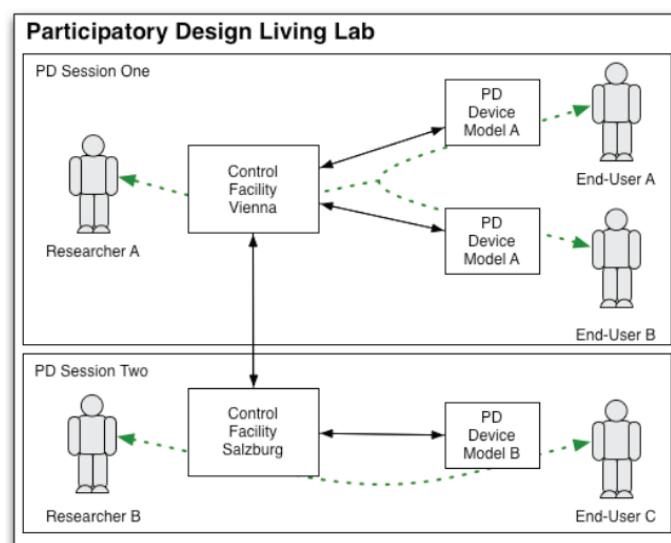 Participatory Design Living Lab
PD Session One
PD
Device
Model A
End-User A
Control
Facility
Vienna
Researcher A
PD
Device
Model A
End-User B
PD Session Two
Control
Facility
Salzburg
PD
Device
Model B
Researcher B
End-User C